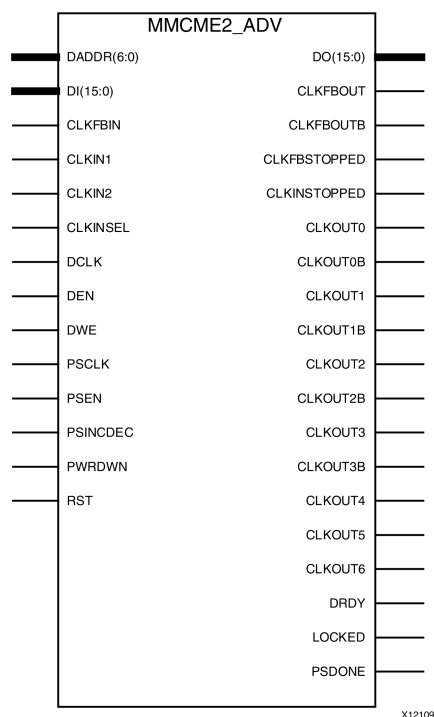 MMCME2_ADV
DADDR(6:0) DO(15:0)
DI(15:0) CLKFBOUT
CLKFBIN CLKFBOUTB
CLKIN1 CLKFBSTOPPED
CLKIN2 CLKINSTOPPED
CLKINSEL CLKOUT0
DCLK CLKOUT0B
DEN CLKOUT1
DWE CLKOUT1B
PSCLK CLKOUT2
PSEN CLKOUT2B
PSINCDEC CLKOUT3
PWRDWN CLKOUT3B
RST CLKOUT4
CLKOUT5
CLKOUT6
DRDY
LOCKED
PSDONE
X12109